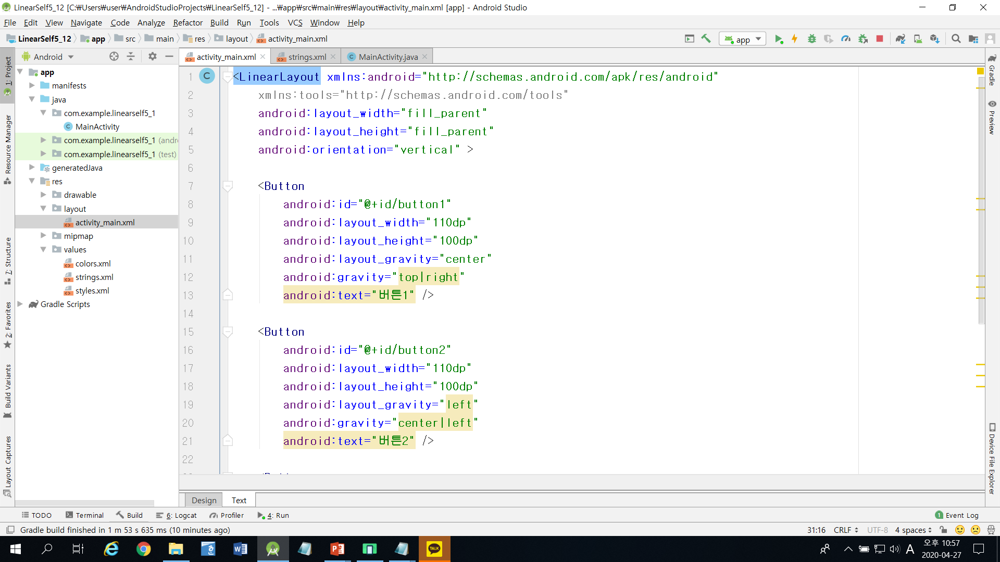 LinearSelf5_12 [C:₩Users₩user₩AndroidStudioProjects₩LinearSelf5_12] - ...₩app₩src₩main₩res₩layout₩activity_main.xml [app] - Android Studio
File Edit View Navigate Code Analyze Refactor Build Run Tools VCS Window Help
LinearSelf5_12 app src main res layout activity_main.xml app
Android activity_main.xml strings.xml MainActivity.java
1: Project
Resource Manager
7: Structure
2: Favorites
Build Variants
Layout Captures
app
manifests
java
com.example.linearself5_1
MainActivity
com.example.linearself5_1 (andr
com.example.linearself5_1 (test)
generatedJava
res
drawable
layout
activity_main.xml
mipmap
values
colors.xml
strings.xml
styles.xml
Gradle Scripts
1 C <LinearLayout xmlns:android="http://schemas.android.com/apk/res/android"
2 xmlns:tools="http://schemas.android.com/tools"
3 android:layout_width="fill_parent"
4 android:layout_height="fill_parent"
5 android:orientation="vertical" >
6
7 <Button
8 android:id="@+id/button1"
9 android:layout_width="110dp"
10 android:layout_height="100dp"
11 android:layout_gravity="center"
12 android:gravity="top|right"
13 android:text="버튼1" />
14
15 <Button
16 android:id="@+id/button2"
17 android:layout_width="110dp"
18 android:layout_height="100dp"
19 android:layout_gravity="left"
20 android:gravity="center|left"
21 android:text="버튼2" />
22
Gradle
Preview
Device File Explorer
Design Text
TODO Terminal Build 6: Logcat Profiler 4: Run 1 Event Log
Gradle build finished in 1 m 53 s 635 ms (10 minutes ago) 31:16 CRLF UTF-8 4 spaces
TALK A 오후 10:57
2020-04-27